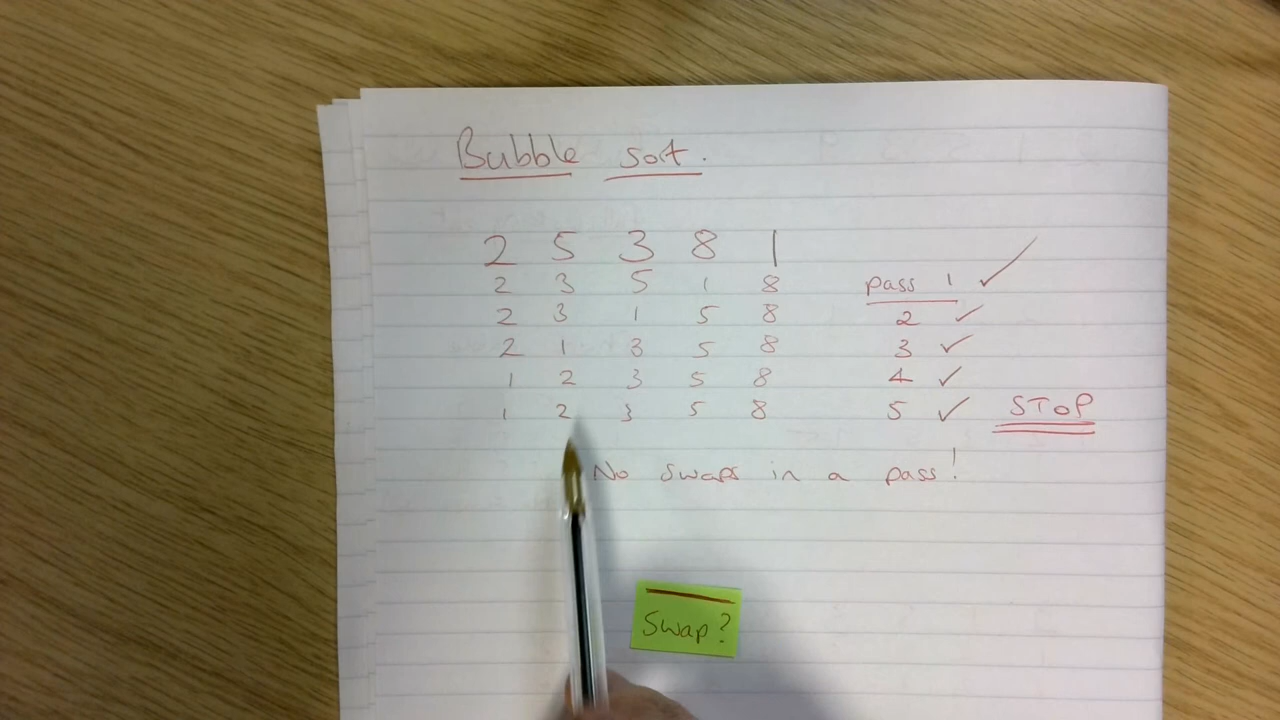 Bubble sort.
2 5 3 8 1
2 3 5 1 8 pass 1 ✓
2 3 1 5 8 2 ✓
2 1 3 5 8 3 ✓
1 2 3 5 8 4 ✓
1 2 3 5 8 5 ✓ STOP
No swaps in a pass!
Swap?